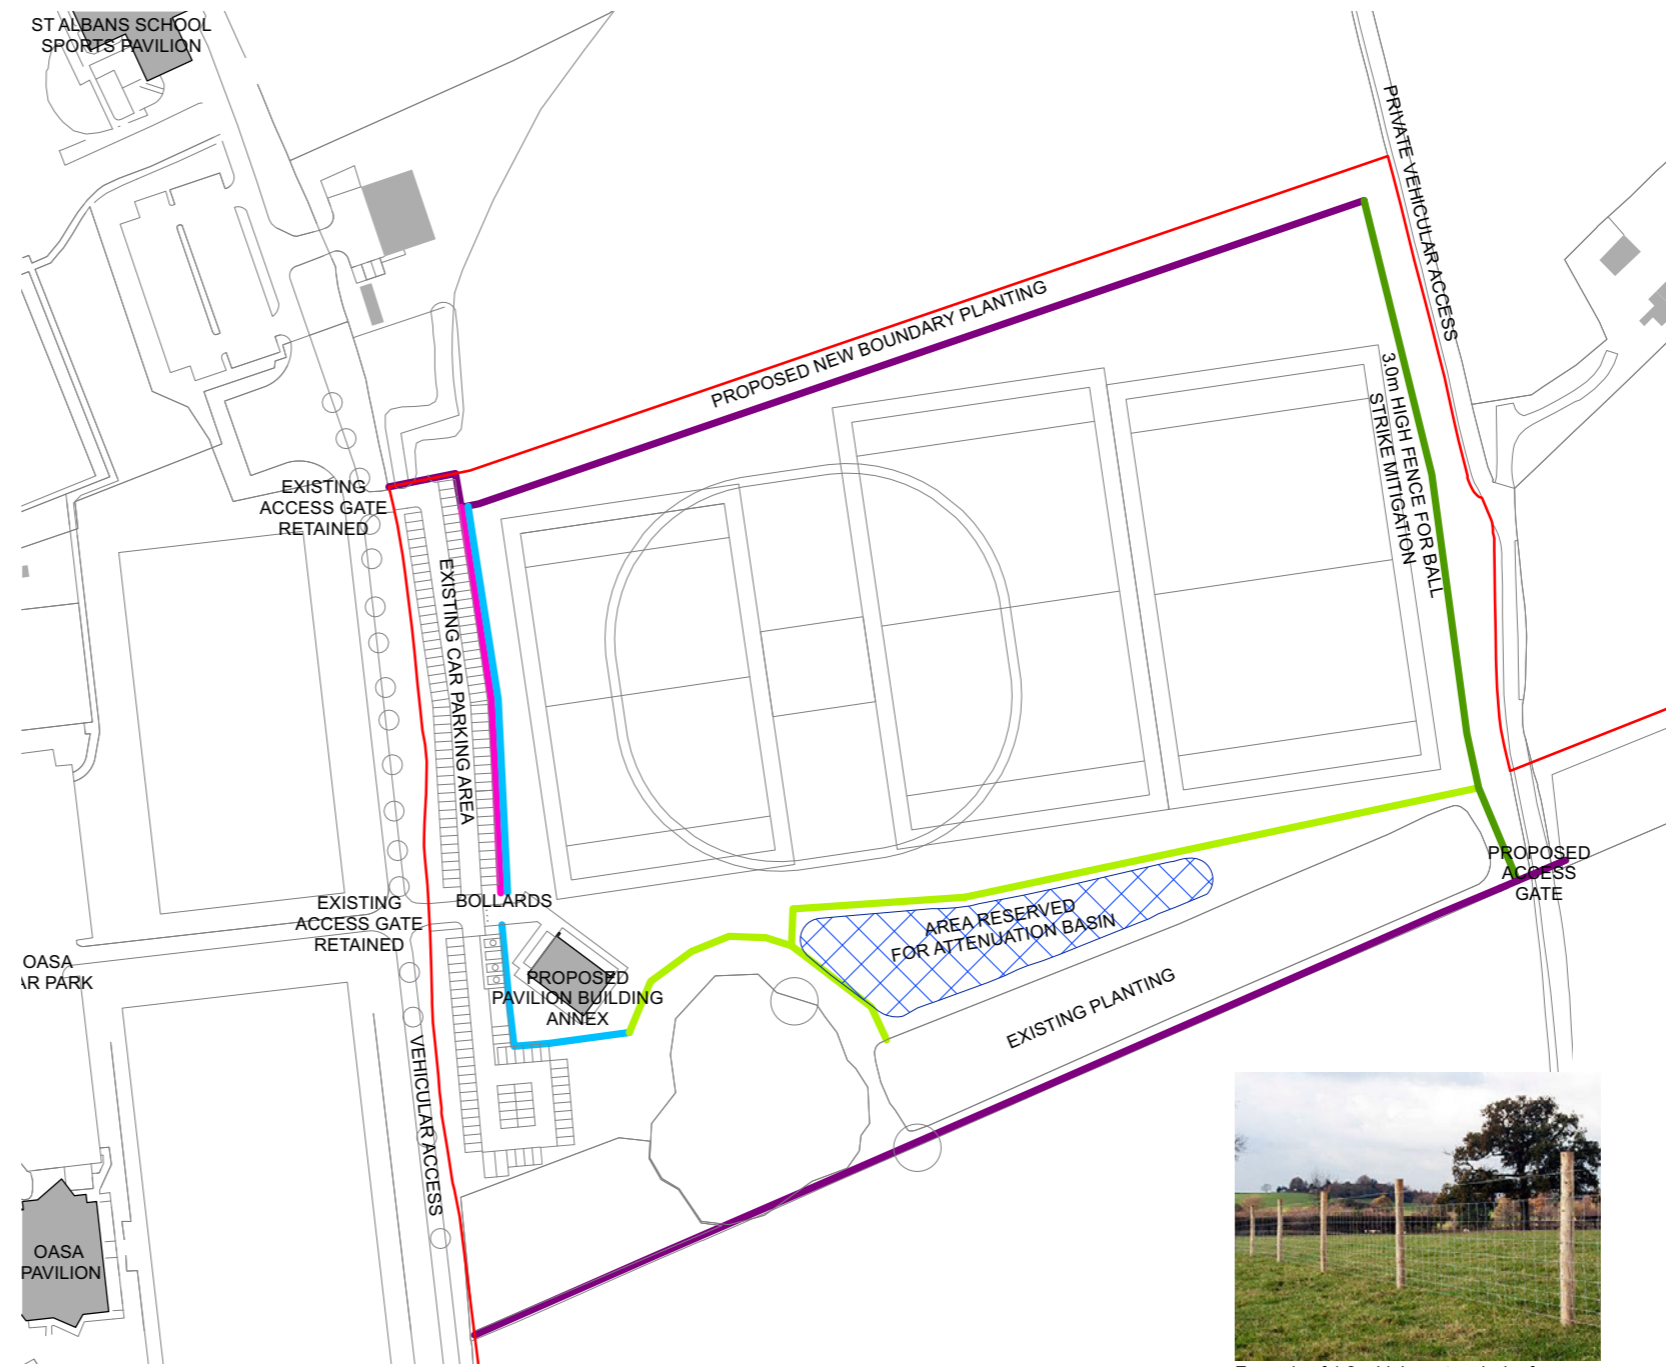 ST ALBANS SCHOOL
SPORTS PAVILION
PRIVATE VEHICULAR ACCESS
PROPOSED NEW BOUNDARY PLANTING
3.0m HIGH FENCE FOR BALL
STRIKE MITIGATION
EXISTING
ACCESS GATE
RETAINED
EXISTING CAR PARKING AREA
BOLLARDS
EXISTING
ACCESS GATE
RETAINED
PROPOSED
ACCESS
GATE
AREA RESERVED
FOR ATTENUATION BASIN
OASA
AR PARK
PROPOSED
PAVILION BUILDING
ANNEX
EXISTING PLANTING
VEHICULAR ACCESS
OASA
PAVILION